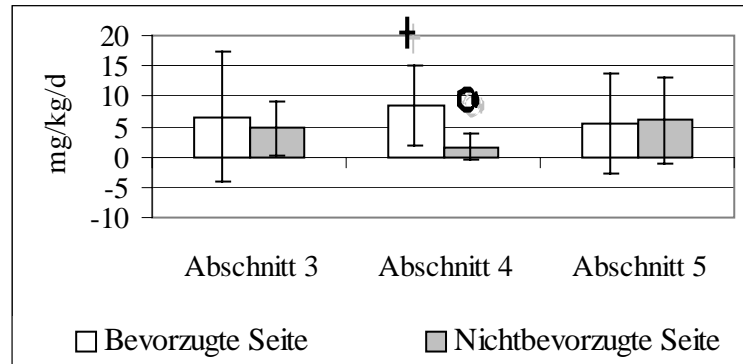 mg/kg/d
20
15
10
5
0
-5
-10
+
o
Abschnitt 3 Abschnitt 4 Abschnitt 5
Bevorzugte Seite Nichtbevorzugte Seite